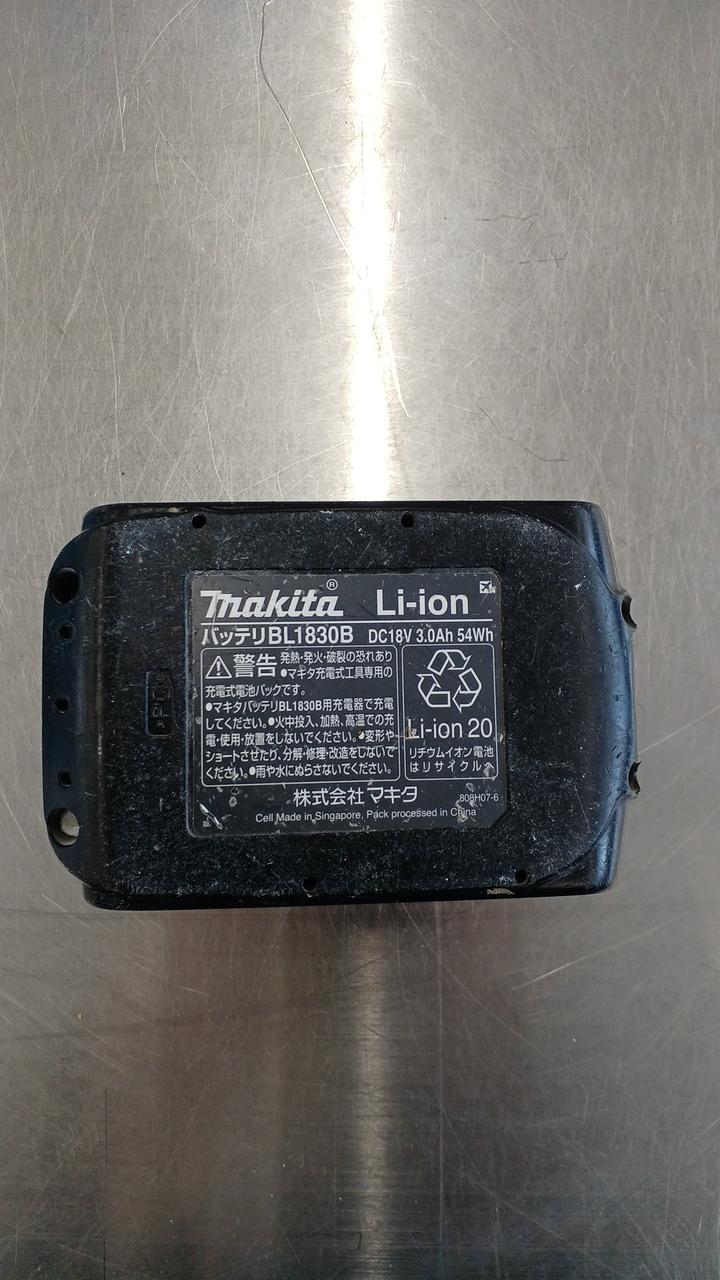 makita® Li-ion
バッテリBL1830B DC18V 3.0Ah 54Wh
警告 発熱・発火・破裂の恐れあり
●マキタ充電式工具専用の
充電式電池パックです。
●マキタバッテリBL1830B用充電器で充電
してください。●火中投入、加熱、高温での充
電・使用・放置をしないでください。●変形や
ショートさせたり、分解・修理・改造をしないで
ください。●雨や水にぬらさないでください。
Li-ion 20
リチウムイオン電池
はリサイクルへ
株式会社マキタ
808H07-6
Cell Made in Singapore, Pack processed in China
>PC<